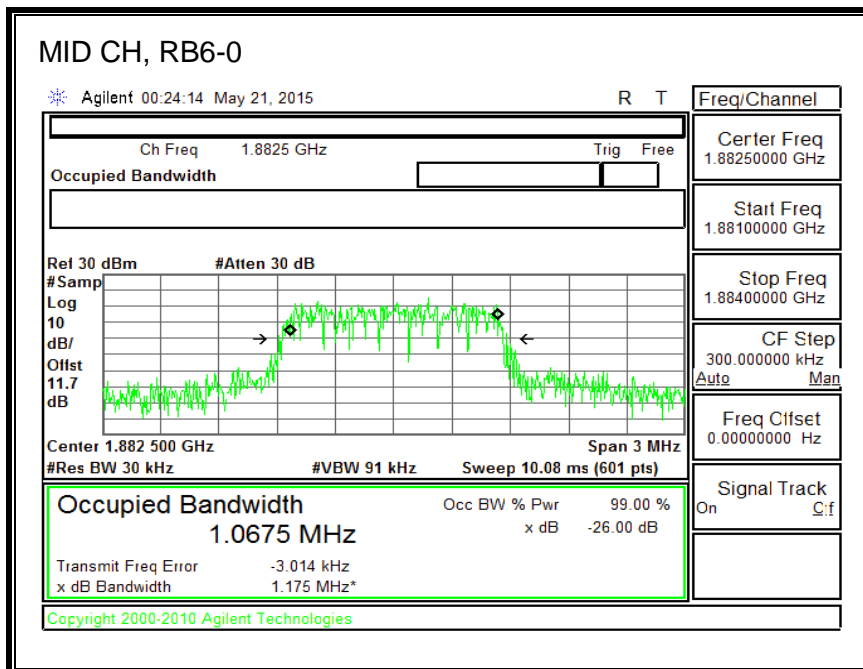 MID CH, RB6-0
Agilent 00:24:14 May 21, 2015 R T
Freq/Channel
Ch Freq 1.8825 GHz Trig Free
Occupied Bandwidth
Center Freq
1.88250000 GHz
Start Freq
1.88100000 GHz
Stop Freq
1.88400000 GHz
CF Step
300.000000 kHz
Auto Man
Freq Offset
0.00000000 Hz
Signal Track
On Off
Ref 30 dBm #Atten 30 dB
#Samp
Log
10
dB/
Offst
11.7
dB
Center 1.882 500 GHz Span 3 MHz
#Res BW 30 kHz #VBW 91 kHz Sweep 10.08 ms (601 pts)
Occupied Bandwidth Occ BW % Pwr 99.00 %
1.0675 MHz x dB -26.00 dB
Transmit Freq Error -3.014 kHz
x dB Bandwidth 1.175 MHz*
Copyright 2000-2010 Agilent Technologies